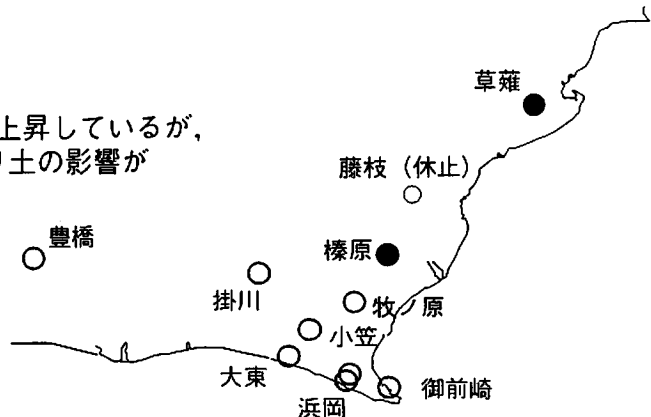 草薙
上昇しているが,
り土の影響が
藤枝（休止）
豊橋
榛原
掛川
牧ノ原
小笠
大東
御前崎
浜岡